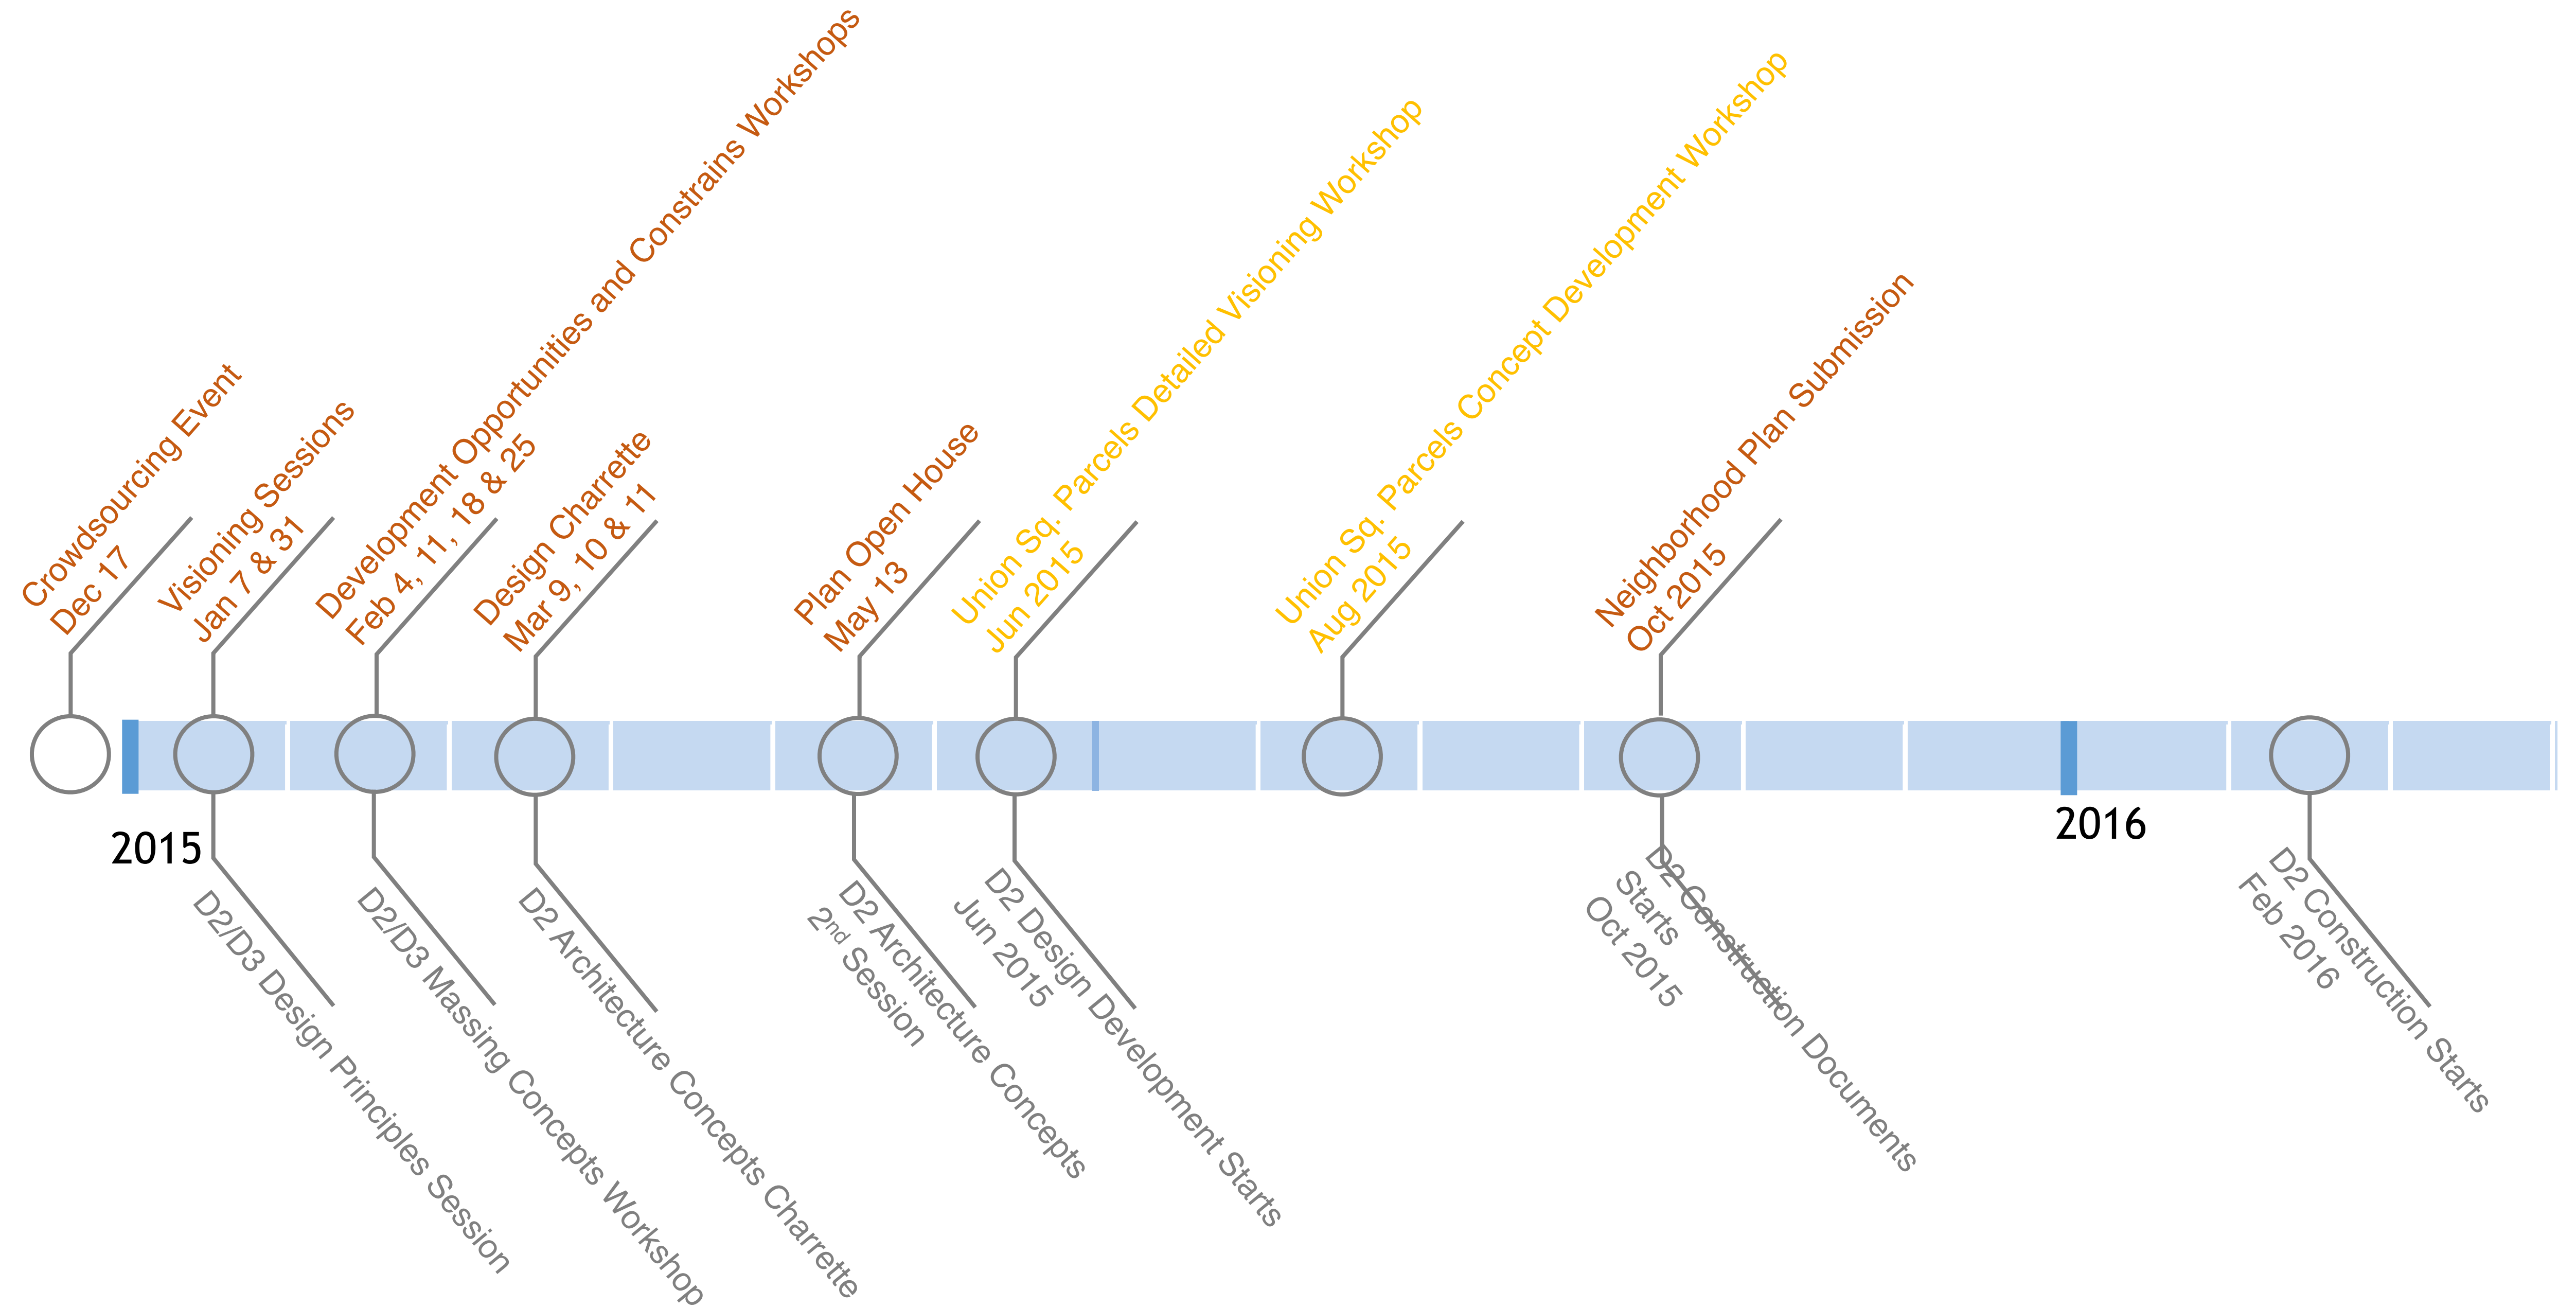 Crowdsourcing Event
Dec 17
Visioning Sessions
Jan 7 & 31
Development Opportunities and Constrains Workshops
Feb 4, 11, 18 & 25
Design Charrette
Mar 9, 10 & 11
Plan Open House
May 13
Union Sq. Parcels Detailed Visioning Workshop
Jun 2015
Union Sq. Parcels Concept Development Workshop
Aug 2015
Neighborhood Plan Submission
Oct 2015
2015
2016
D2/D3 Design Principles Session
D2/D3 Massing Concepts Workshop
D2 Architecture Concepts Charrette
D2 Architecture Concepts
2nd Session
D2 Design Development Starts
Jun 2015
D2 Construction Documents
Starts
Oct 2015
D2 Construction Starts
Feb 2016